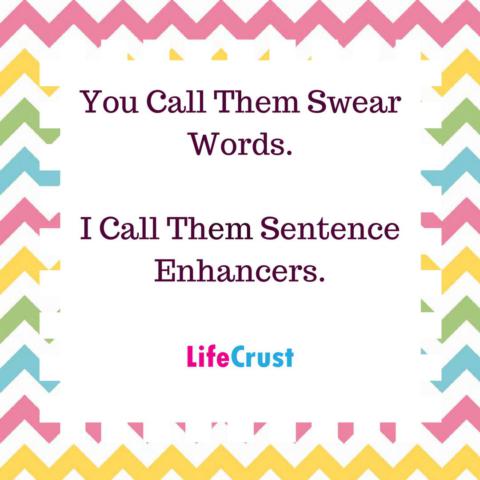 You Call Them Swear
Words.
I Call Them Sentence
Enhancers.
LifeCrust